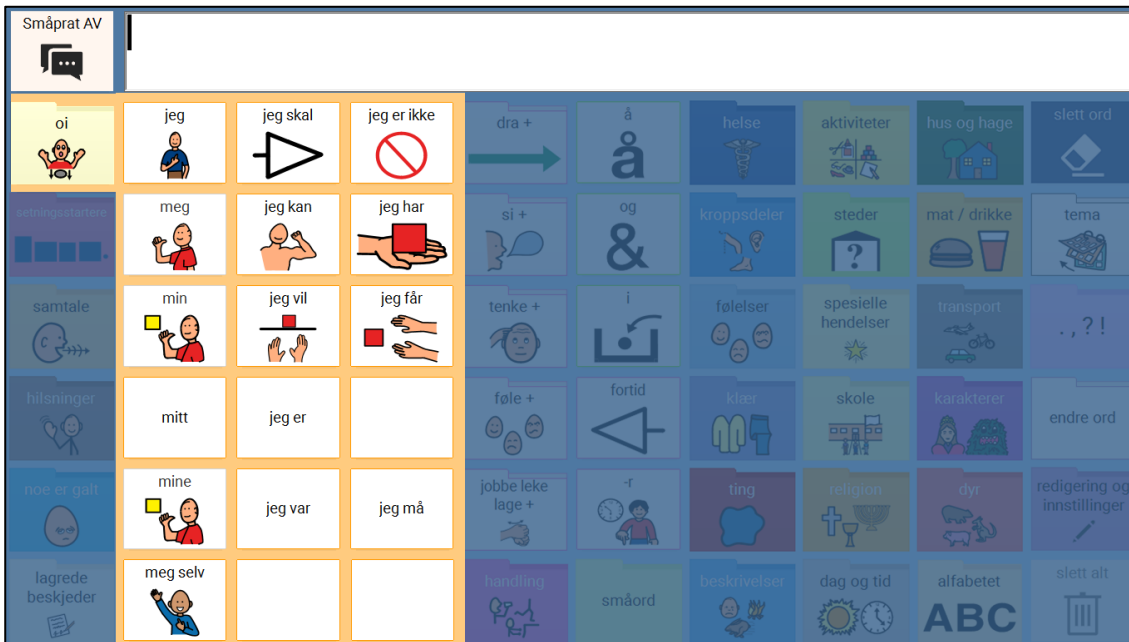 Småprat AV
oi
jeg
jeg skal
jeg er ikke
dra +
å
å
helse
aktiviteter
hus og hage
slett ord
setningsstartere
meg
jeg kan
jeg har
si +
og
&
kroppsdeler
steder
?
mat / drikke
tema
samtale
min
jeg vil
jeg får
tenke +
i
følelser
spesielle
hendelser
transport
. , ? !
hilsninger
mitt
jeg er
føle +
fortid
klær
skole
karakterer
endre ord
noe er galt
mine
jeg var
jeg må
jobbe leke
lage +
-r
ting
religion
dyr
redigering og
innstillinger
lagrede
beskjeder
meg selv
handling
småord
beskrivelser
dag og tid
alfabetet
ABC
slett alt